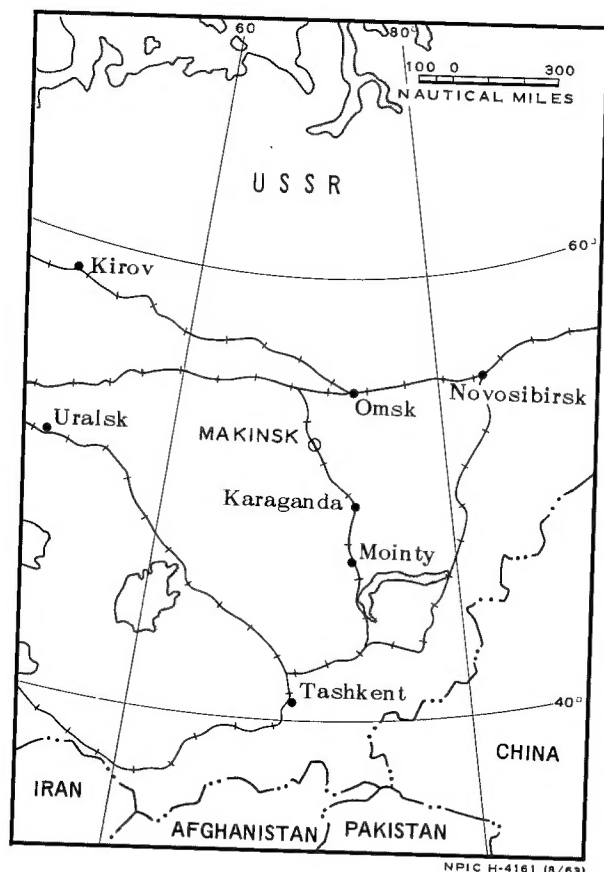 60
80°
100 0 300
NAUTICAL MILES
USSR
60°
Kirov
Novosibirsk
Omsk
Uralsk
MAKINSK
Karaganda
Mointy
Tashkent
40°
CHINA
IRAN
AFGHANISTAN
PAKISTAN
NPIC H-4161 (8/63)